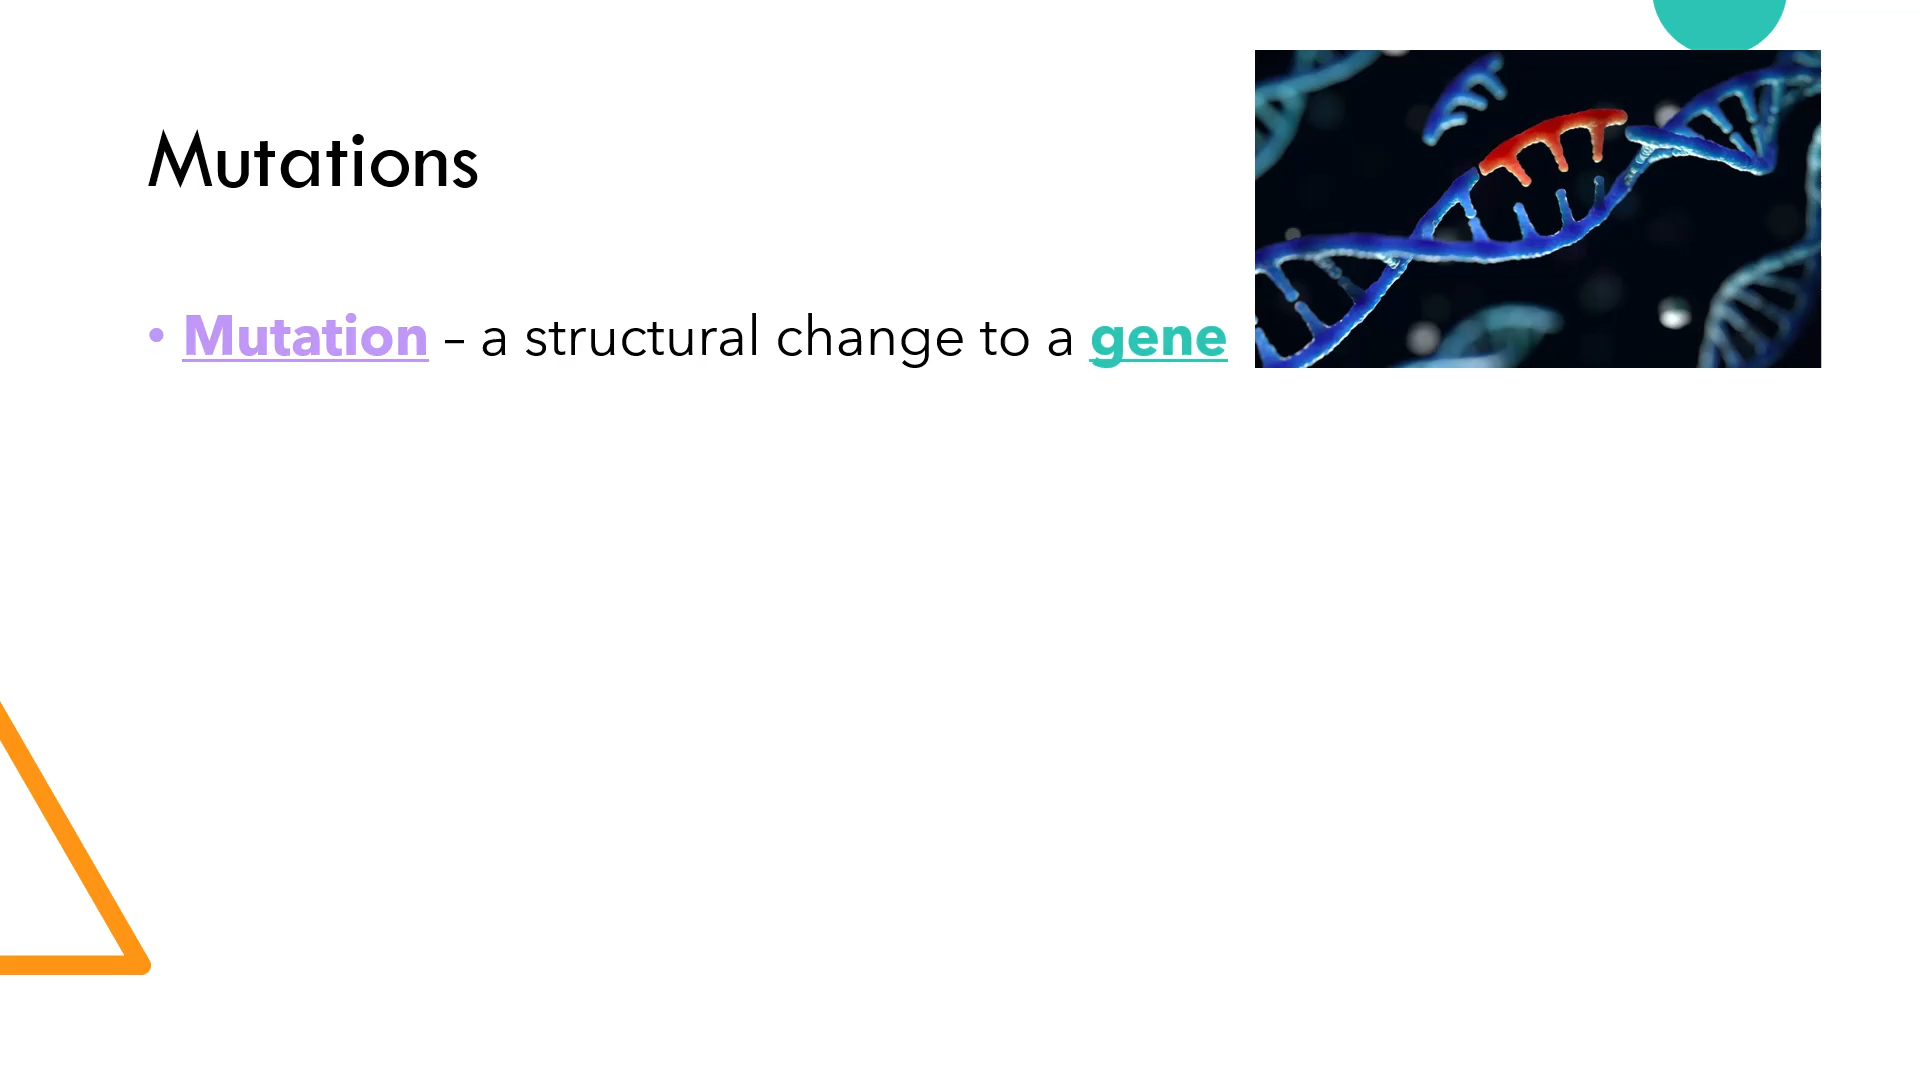 Mutations
• Mutation – a structural change to a gene